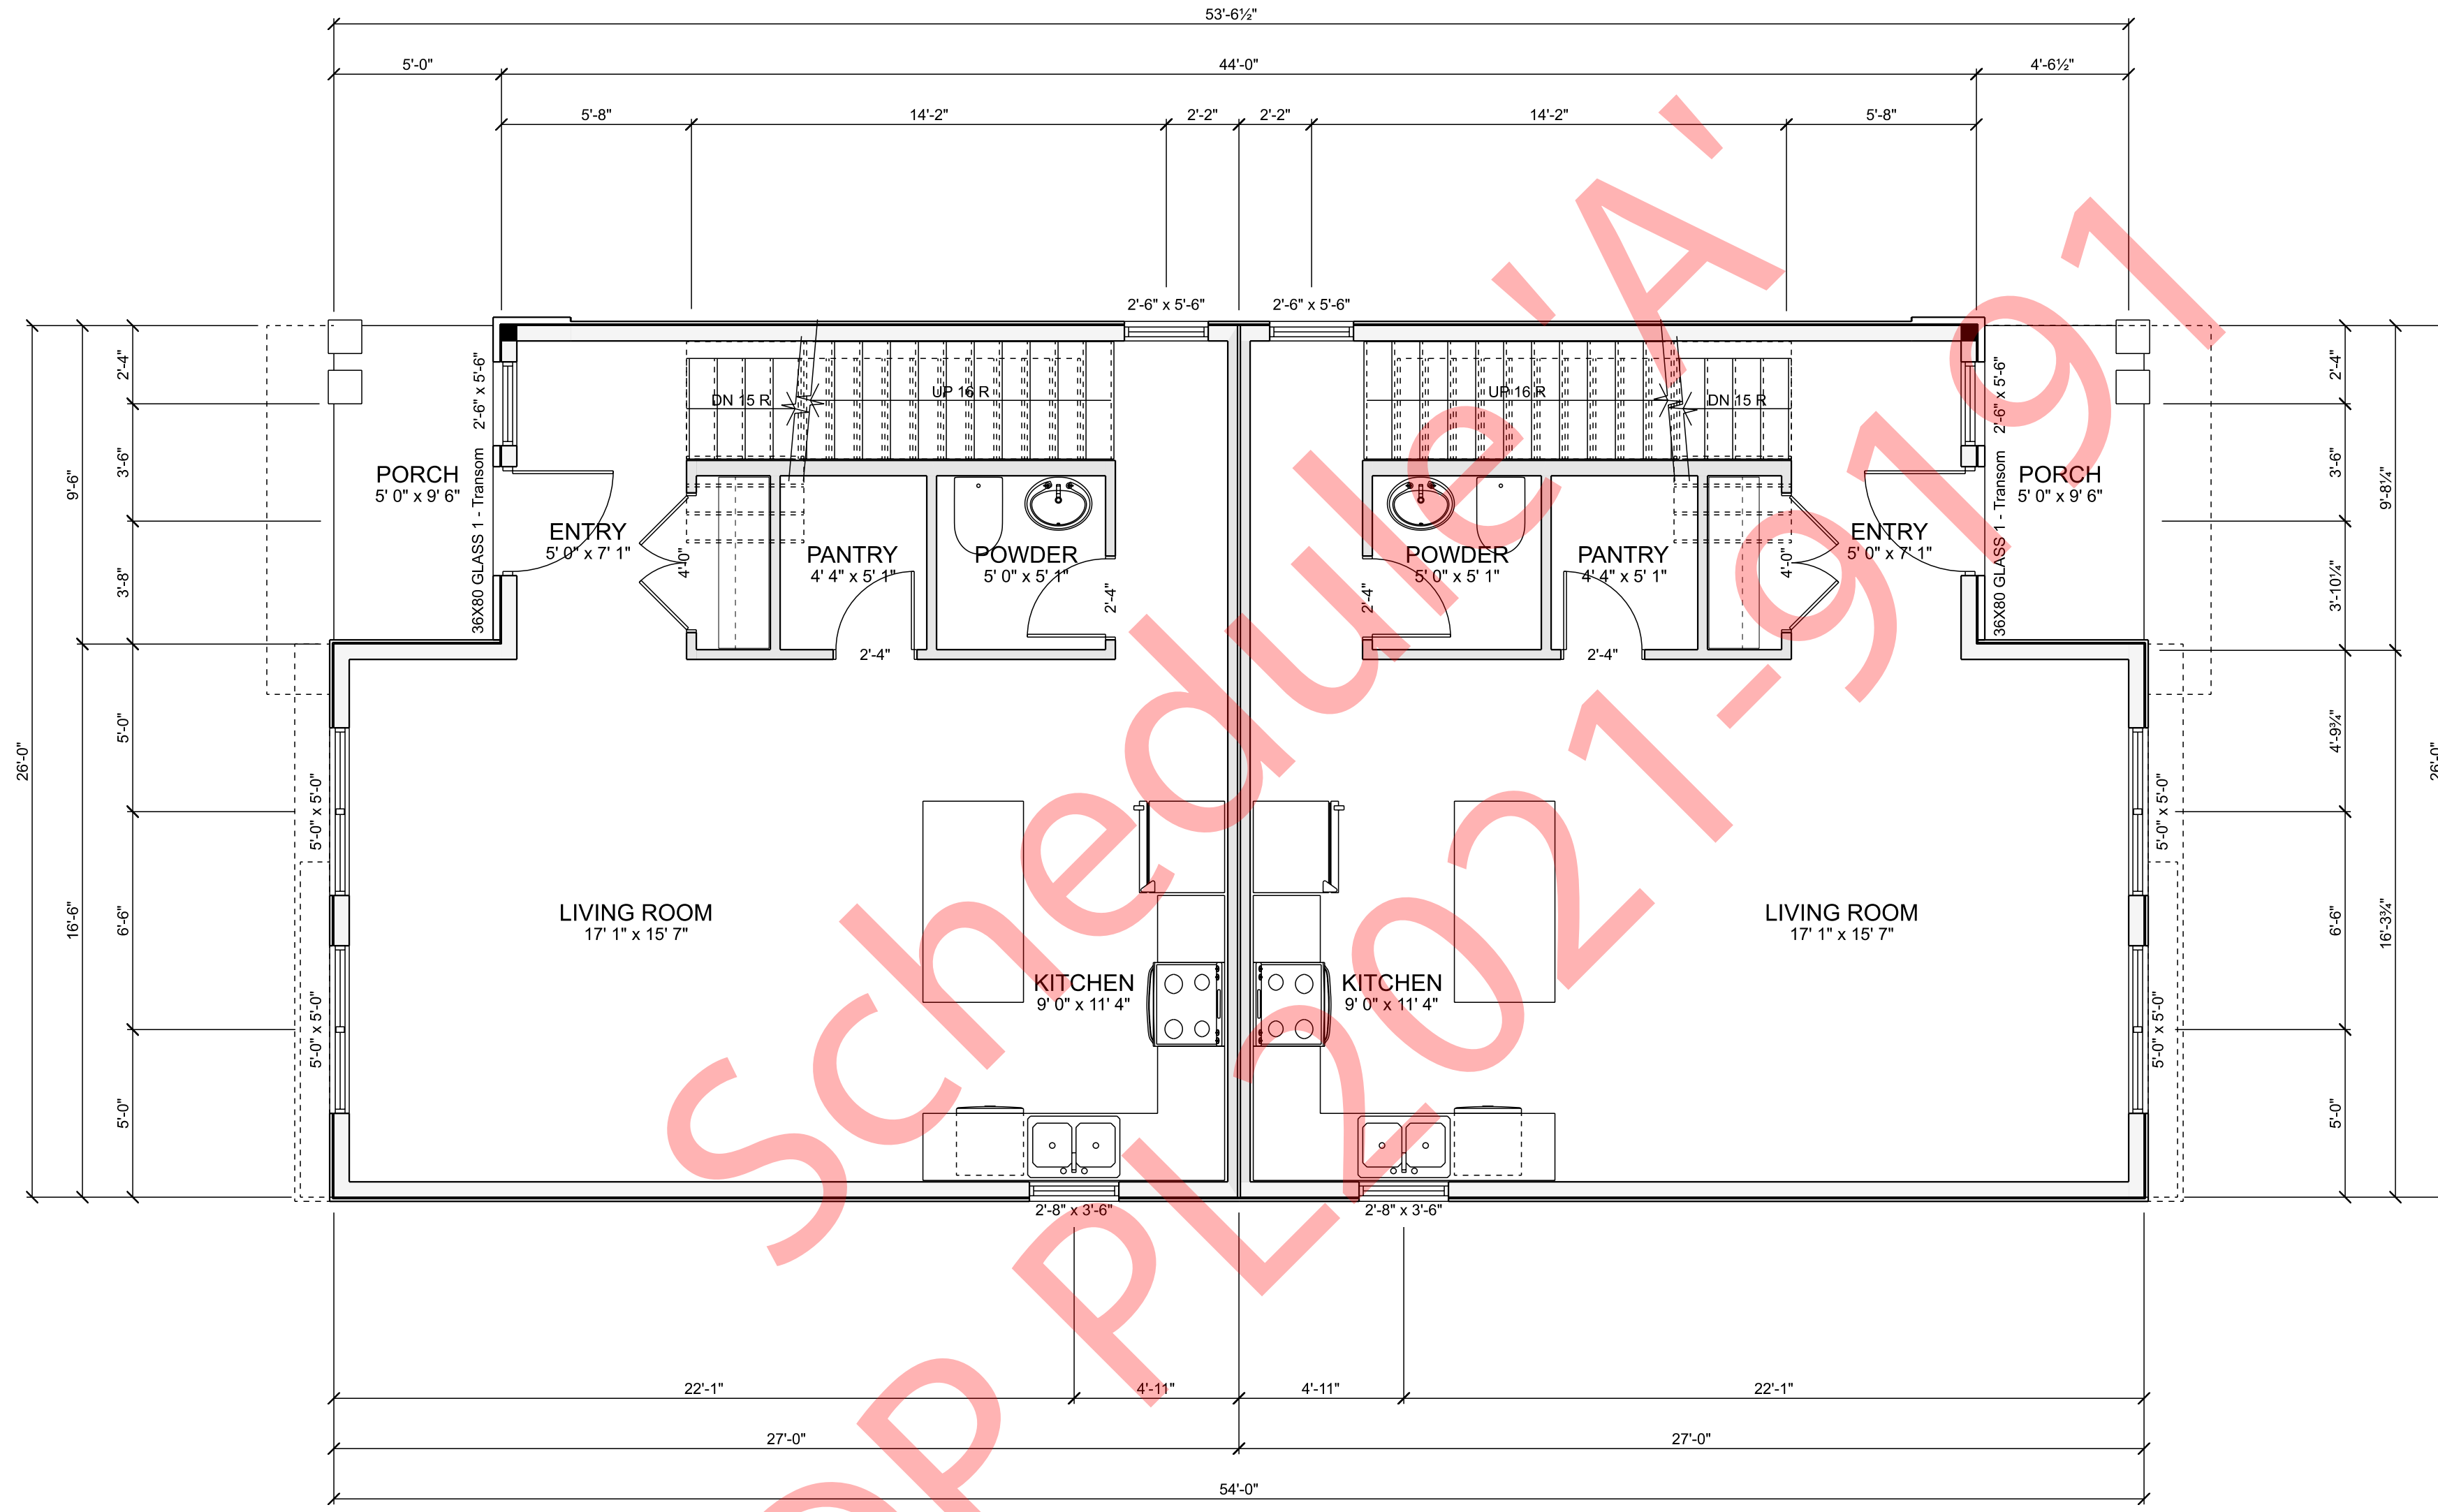 53'-6½"
5'-0"
44'-0"
4'-6½"
5'-8"
14'-2"
2'-2"
2'-2"
14'-2"
5'-8"
2'-6" x 5'-6"
2'-6" x 5'-6"
2'-4"
3'-6"
3'-8"
9'-6"
5'-0"
6'-6"
5'-0"
16'-6"
26'-0"
PORCH
5' 0" x 9' 6"
2'-6" x 5'-6"
36X80 GLASS 1 - Transom
ENTRY
5' 0" x 7' 1"
DN 15 R
UP 16 R
4'-0"
PANTRY
4' 4" x 5' 1"
2'-4"
POWDER
5' 0" x 5' 1"
2'-4"
UP 16 R
DN 15 R
POWDER
5' 0" x 5' 1"
2'-4"
PANTRY
4' 4" x 5' 1"
2'-4"
4'-0"
ENTRY
5' 0" x 7' 1"
2'-6" x 5'-6"
36X80 GLASS 1 - Transom
PORCH
5' 0" x 9' 6"
2'-4"
3'-6"
3'-10¼"
9'-8¼"
4'-9¾"
6'-6"
5'-0"
16'-3¾"
26'-0"
5'-0" x 5'-0"
5'-0" x 5'-0"
LIVING ROOM
17' 1" x 15' 7"
KITCHEN
9' 0" x 11' 4"
KITCHEN
9' 0" x 11' 4"
LIVING ROOM
17' 1" x 15' 7"
5'-0" x 5'-0"
5'-0" x 5'-0"
2'-8" x 3'-6"
2'-8" x 3'-6"
22'-1"
4'-11"
4'-11"
22'-1"
27'-0"
27'-0"
54'-0"
Schedule 'A'
PL2021-9191